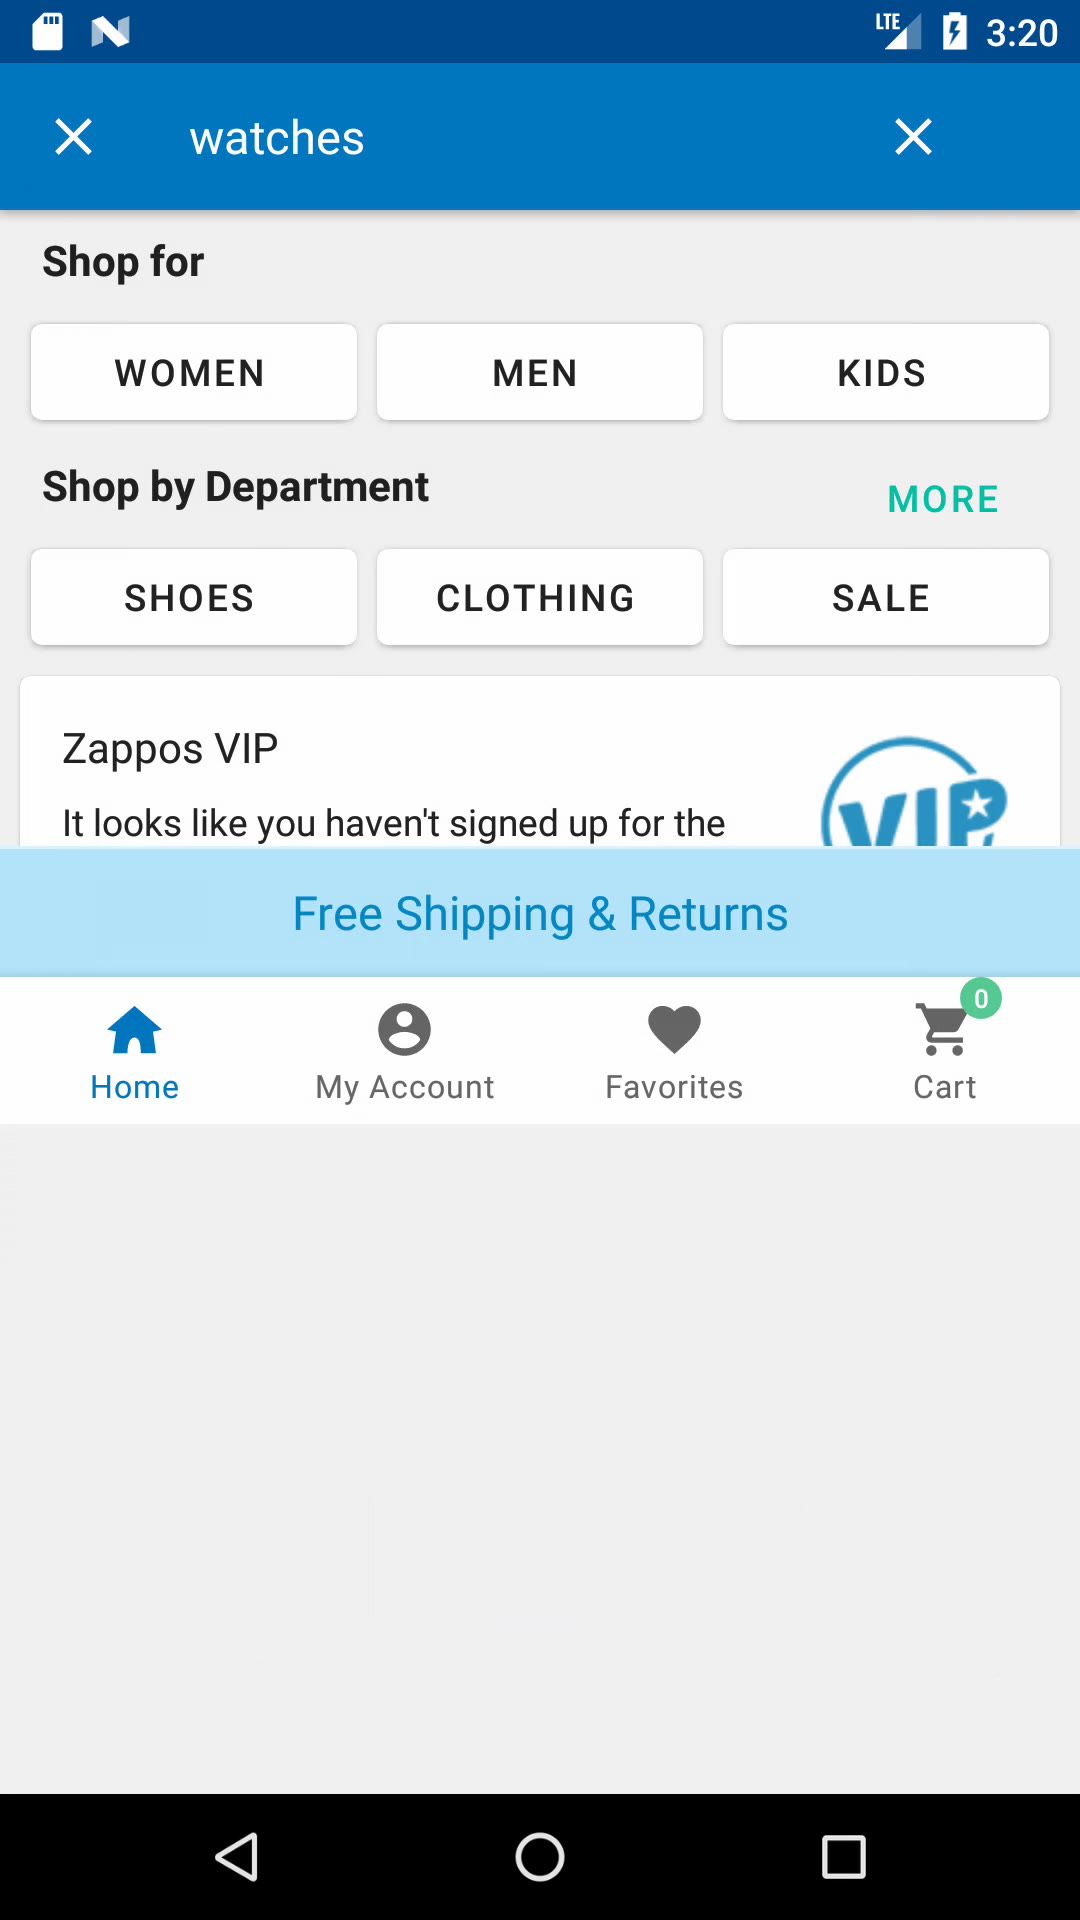 LTE 3:20
watches
Shop for
WOMEN MEN KIDS
Shop by Department
MORE
SHOES CLOTHING SALE
Zappos VIP
It looks like you haven't signed up for the
VIP
Free Shipping & Returns
0
Home My Account Favorites Cart